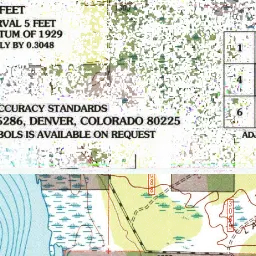 FEET
RVAL 5 FEET
TUM OF 1929
LY BY 0.3048
1
4
6
CCURACY STANDARDS
5286, DENVER, COLORADO 80225
BOLS IS AVAILABLE ON REQUEST
AD